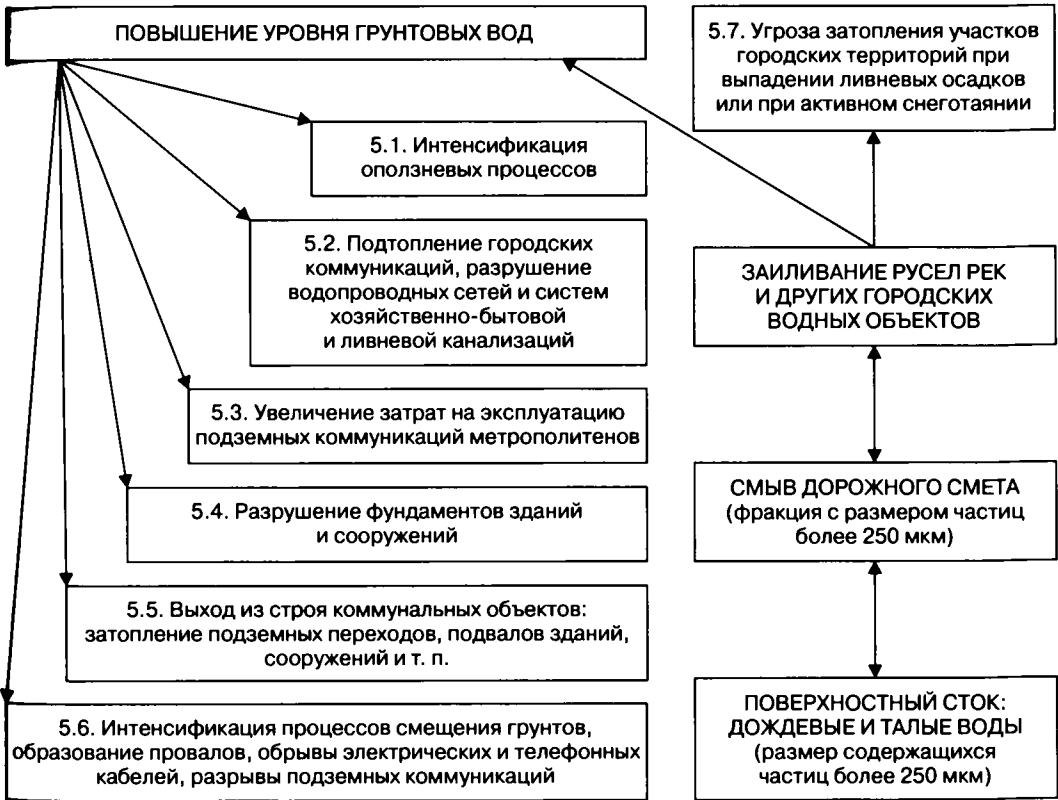 ПОВЫШЕНИЕ УРОВНЯ ГРУНТОВЫХ ВОД
5.1. Интенсификация
оползневых процессов
5.2. Подтопление городских
коммуникаций, разрушение
водопроводных сетей и систем
хозяйственно-бытовой
и ливневой канализаций
5.3. Увеличение затрат на эксплуатацию
подземных коммуникаций метрополитенов
5.4. Разрушение фундаментов зданий
и сооружений
5.5. Выход из строя коммунальных объектов:
затопление подземных переходов, подвалов зданий,
сооружений и т. п.
5.6. Интенсификация процессов смещения грунтов,
образование провалов, обрывы электрических и телефонных
кабелей, разрывы подземных коммуникаций
5.7. Угроза затопления участков
городских территорий при
выпадении ливневых осадков
или при активном снеготаянии
ЗАИЛИВАНИЕ РУСЕЛ РЕК
И ДРУГИХ ГОРОДСКИХ
ВОДНЫХ ОБЪЕКТОВ
СМЫВ ДОРОЖНОГО СМЕТА
(фракция с размером частиц
более 250 мкм)
ПОВЕРХНОСТНЫЙ СТОК:
ДОЖДЕВЫЕ И ТАЛЫЕ ВОДЫ
(размер содержащихся
частиц более 250 мкм)